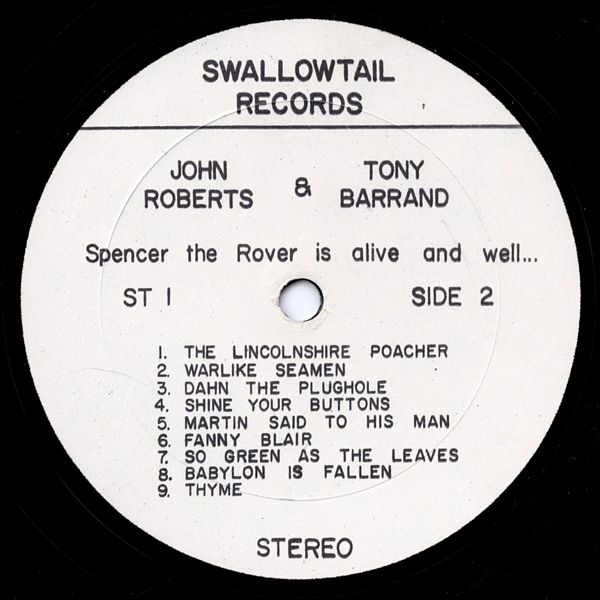 SWALLOWTAIL
RECORDS
JOHN
ROBERTS
&
TONY
BARRAND
Spencer the Rover is alive and well...
ST 1
SIDE 2
1. THE LINCOLNSHIRE POACHER
2. WARLIKE SEAMEN
3. DAHN THE PLUGHOLE
4. SHINE YOUR BUTTONS
5. MARTIN SAID TO HIS MAN
6. FANNY BLAIR
7. SO GREEN AS THE LEAVES
8. BABYLON IS FALLEN
9. THYME
STEREO